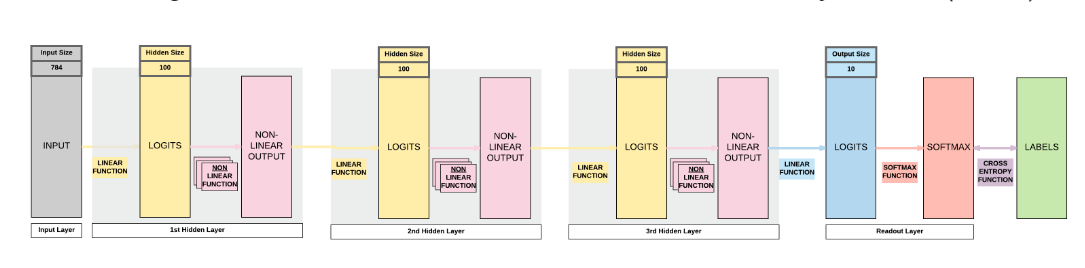 Input Size
784
INPUT
Input Layer
LINEAR
FUNCTION
Hidden Size
100
LOGITS
NON
LINEAR
FUNCTION
NON-
LINEAR
OUTPUT
1st Hidden Layer
LINEAR
FUNCTION
Hidden Size
100
LOGITS
NON
LINEAR
FUNCTION
NON-
LINEAR
OUTPUT
2nd Hidden Layer
LINEAR
FUNCTION
Hidden Size
100
LOGITS
NON
LINEAR
FUNCTION
NON-
LINEAR
OUTPUT
3rd Hidden Layer
LINEAR
FUNCTION
Output Size
10
LOGITS
SOFTMAX
FUNCTION
SOFTMAX
Readout Layer
CROSS
ENTROPY
FUNCTION
LABELS